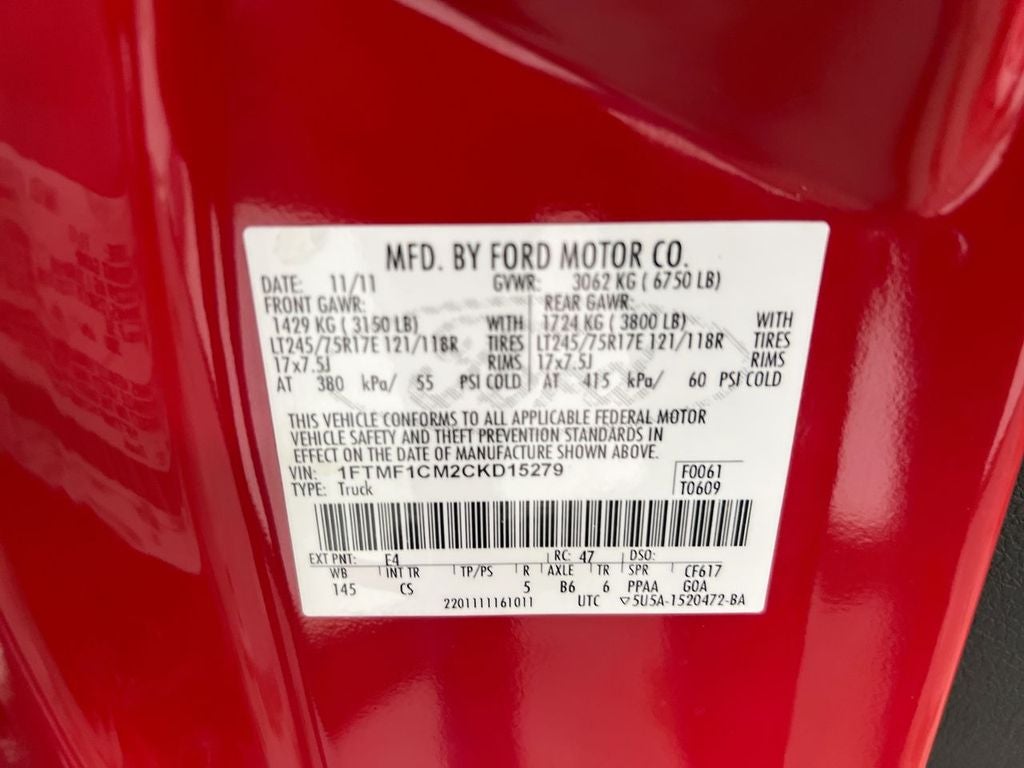 MFD. BY FORD MOTOR CO.
DATE: 11/11 GVWR: 3062 KG ( 6750 LB)
FRONT GAWR: REAR GAWR:
1429 KG ( 3150 LB) WITH 1724 KG ( 3800 LB) WITH
LT245/75R17E 121/118R TIRES LT245/75R17E 121/118R TIRES
17x7.5J RIMS 17x7.5J RIMS
AT 380 kPa/ 55 PSI COLD AT 415 kPa/ 60 PSI COLD
THIS VEHICLE CONFORMS TO ALL APPLICABLE FEDERAL MOTOR
VEHICLE SAFETY AND THEFT PREVENTION STANDARDS IN
EFFECT ON THE DATE OF MANUFACTURE SHOWN ABOVE.
VIN: 1FTMF1CM2CKD15279 F0061
TYPE: Truck T0609
EXT PNT: E4 RC: 47 DSO:
WB INT TR TP/PS R AXLE TR SPR CF617
145 CS 5 B6 6 PPAA GOA
2201111161011 UTC ▽5U5A-1520472-BA